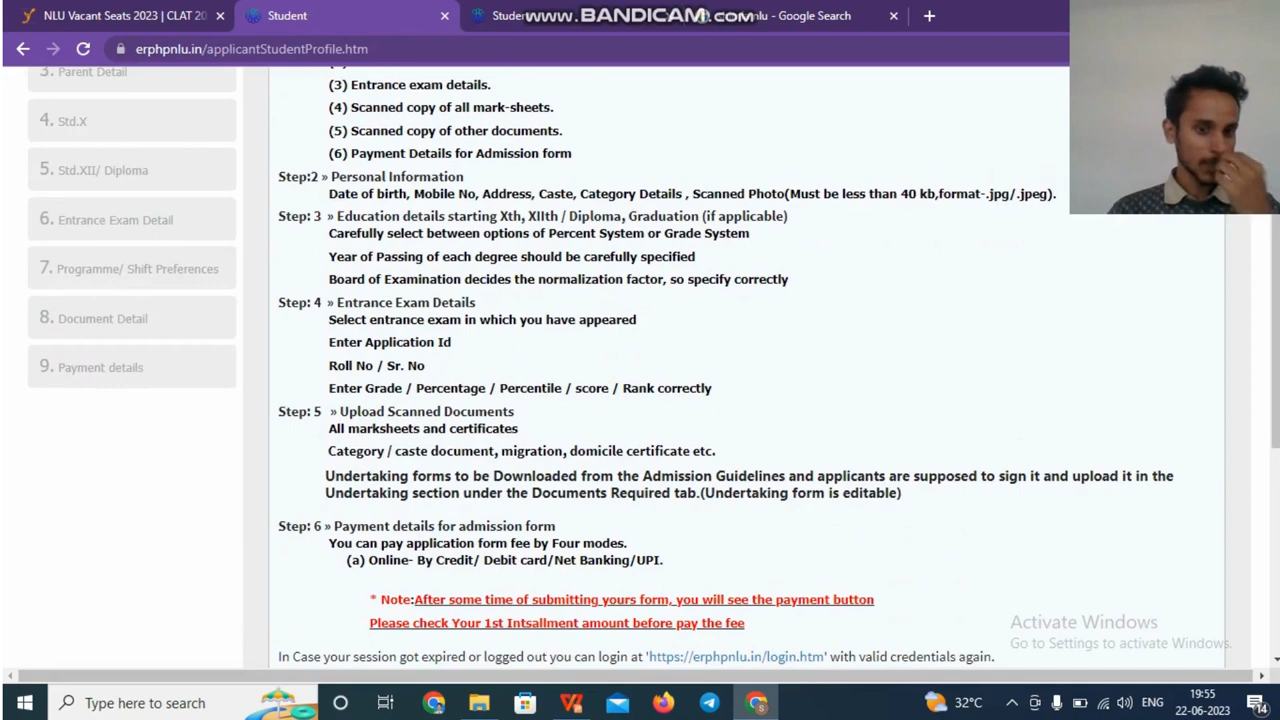 NLU Vacant Seats 2023 | CLAT 20
Student
Stude
www.BANDICAM.com
nlu - Google Search
erphpnlu.in/applicantStudentProfile.htm
3. Parent Detail
4. Std.X
5. Std.XII/ Diploma
6. Entrance Exam Detail
7. Programme/ Shift Preferences
8. Document Detail
9. Payment details
(3) Entrance exam details.
(4) Scanned copy of all mark-sheets.
(5) Scanned copy of other documents.
(6) Payment Details for Admission form
Step:2 » Personal Information
Date of birth, Mobile No, Address, Caste, Category Details , Scanned Photo(Must be less than 40 kb,format-.jpg/.jpeg).
Step: 3 » Education details starting Xth, XIIth / Diploma, Graduation (if applicable)
Carefully select between options of Percent System or Grade System
Year of Passing of each degree should be carefully specified
Board of Examination decides the normalization factor, so specify correctly
Step: 4 » Entrance Exam Details
Select entrance exam in which you have appeared
Enter Application Id
Roll No / Sr. No
Enter Grade / Percentage / Percentile / score / Rank correctly
Step: 5 » Upload Scanned Documents
All marksheets and certificates
Category / caste document, migration, domicile certificate etc.
Undertaking forms to be Downloaded from the Admission Guidelines and applicants are supposed to sign it and upload it in the
Undertaking section under the Documents Required tab.(Undertaking form is editable)
Step: 6 » Payment details for admission form
You can pay application form fee by Four modes.
(a) Online- By Credit/ Debit card/Net Banking/UPI.
* Note:After some time of submitting yours form, you will see the payment button
Please check Your 1st Intsallment amount before pay the fee
In Case your session got expired or logged out you can login at 'https://erphpnlu.in/login.htm' with valid credentials again.
Activate Windows
Go to Settings to activate Windows.
Type here to search
32°C
ENG
19:55
22-06-2023
14